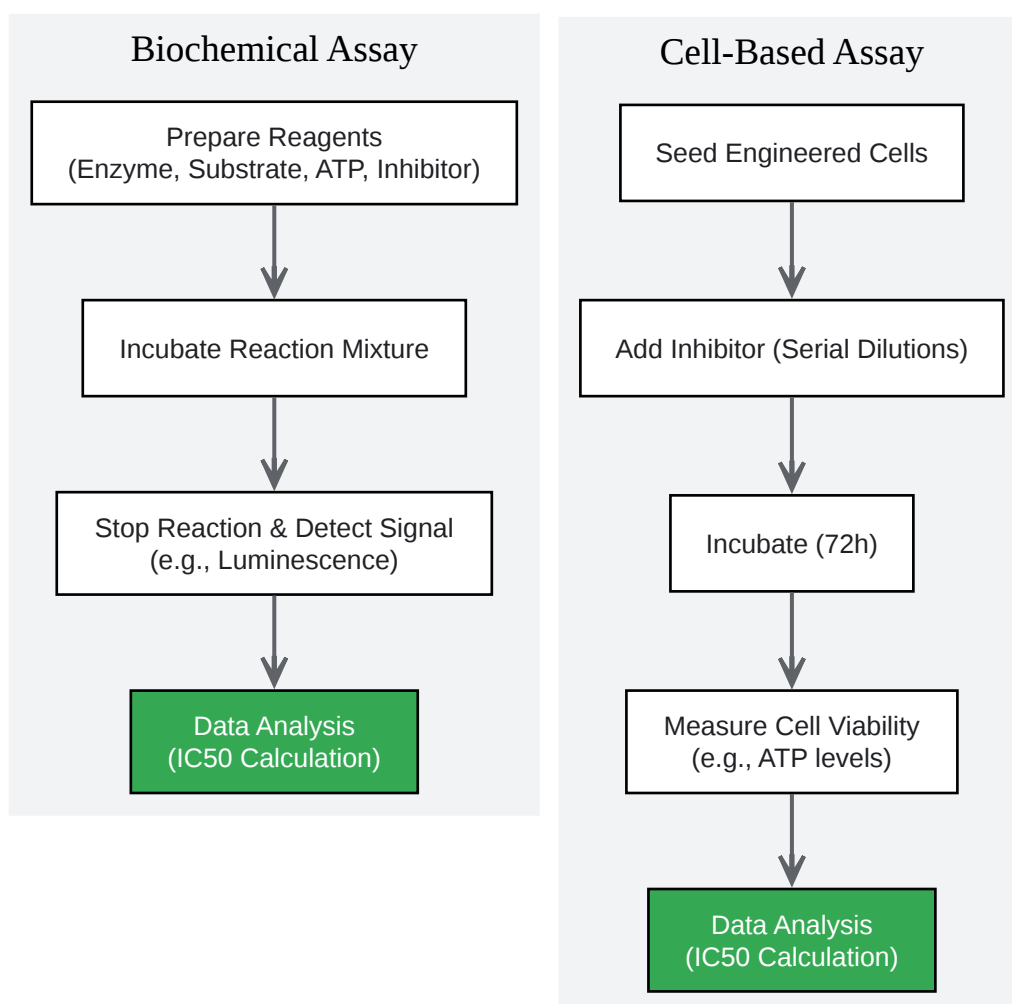 Biochemical Assay
Prepare Reagents
(Enzyme, Substrate, ATP, Inhibitor)
Incubate Reaction Mixture
Stop Reaction & Detect Signal
(e.g., Luminescence)
Data Analysis
(IC50 Calculation)
Cell-Based Assay
Seed Engineered Cells
Add Inhibitor (Serial Dilutions)
Incubate (72h)
Measure Cell Viability
(e.g., ATP levels)
Data Analysis
(IC50 Calculation)